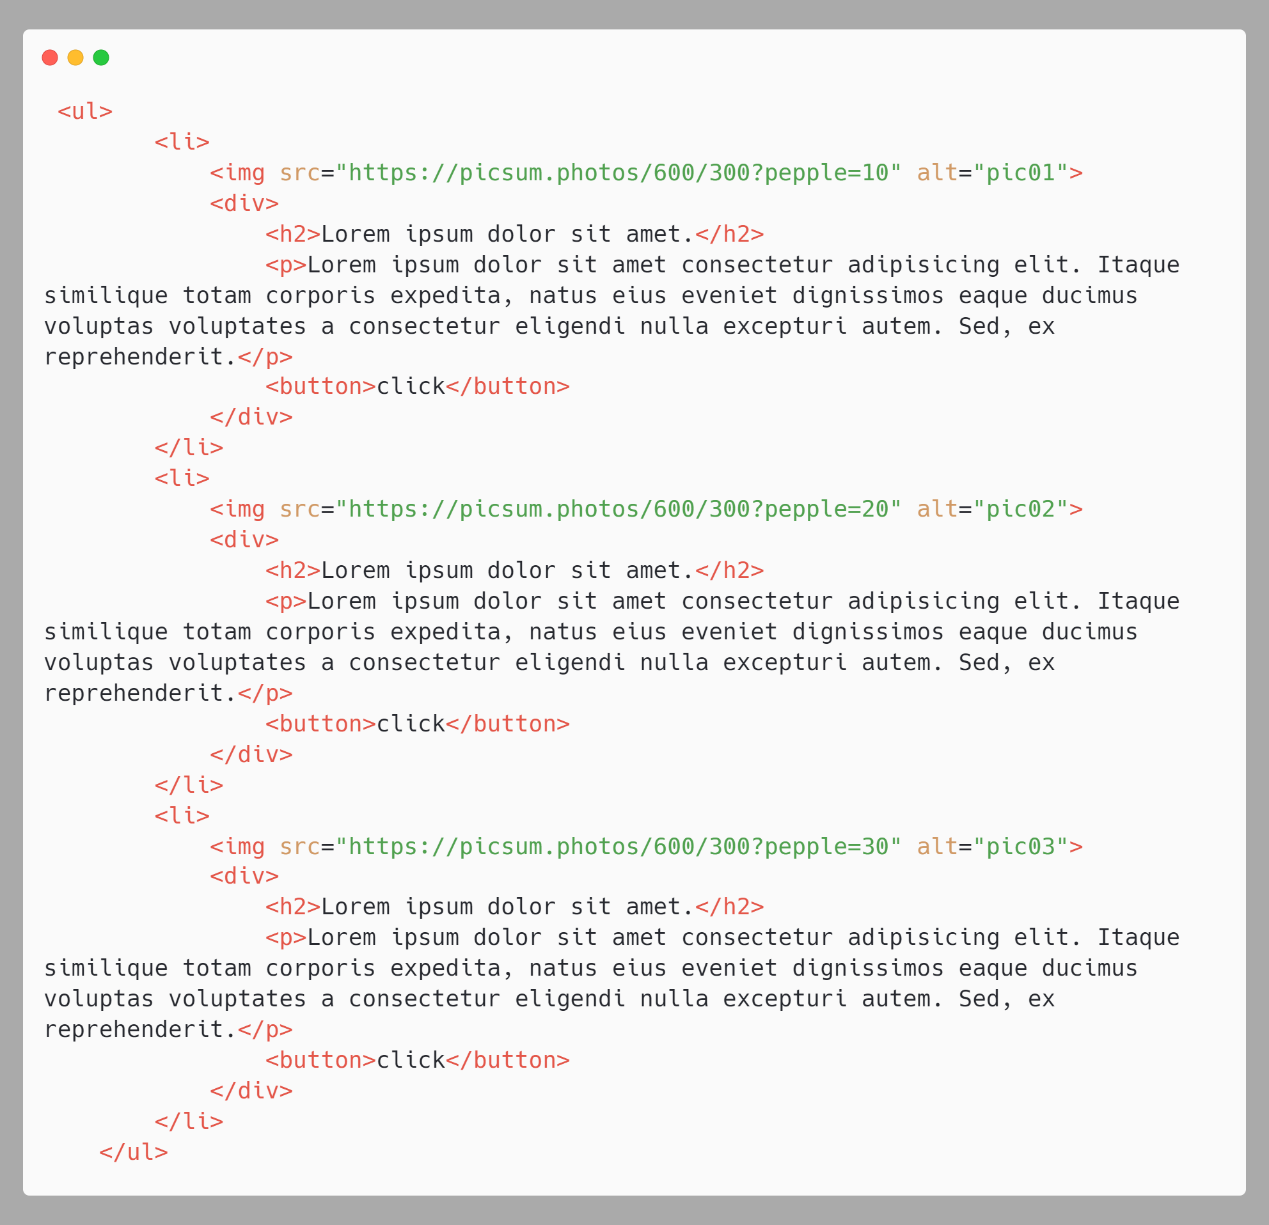 <ul>
<li>
<img src="https://picsum.photos/600/300?pepple=10" alt="pic01">
<div>
<h2>Lorem ipsum dolor sit amet.</h2>
<p>Lorem ipsum dolor sit amet consectetur adipisicing elit. Itaque
similique totam corporis expedita, natus eius eveniet dignissimos eaque ducimus
voluptas voluptates a consectetur eligendi nulla excepturi autem. Sed, ex
reprehenderit.</p>
<button>click</button>
</div>
</li>
<li>
<img src="https://picsum.photos/600/300?pepple=20" alt="pic02">
<div>
<h2>Lorem ipsum dolor sit amet.</h2>
<p>Lorem ipsum dolor sit amet consectetur adipisicing elit. Itaque
similique totam corporis expedita, natus eius eveniet dignissimos eaque ducimus
voluptas voluptates a consectetur eligendi nulla excepturi autem. Sed, ex
reprehenderit.</p>
<button>click</button>
</div>
</li>
<li>
<img src="https://picsum.photos/600/300?pepple=30" alt="pic03">
<div>
<h2>Lorem ipsum dolor sit amet.</h2>
<p>Lorem ipsum dolor sit amet consectetur adipisicing elit. Itaque
similique totam corporis expedita, natus eius eveniet dignissimos eaque ducimus
voluptas voluptates a consectetur eligendi nulla excepturi autem. Sed, ex
reprehenderit.</p>
<button>click</button>
</div>
</li>
</ul>